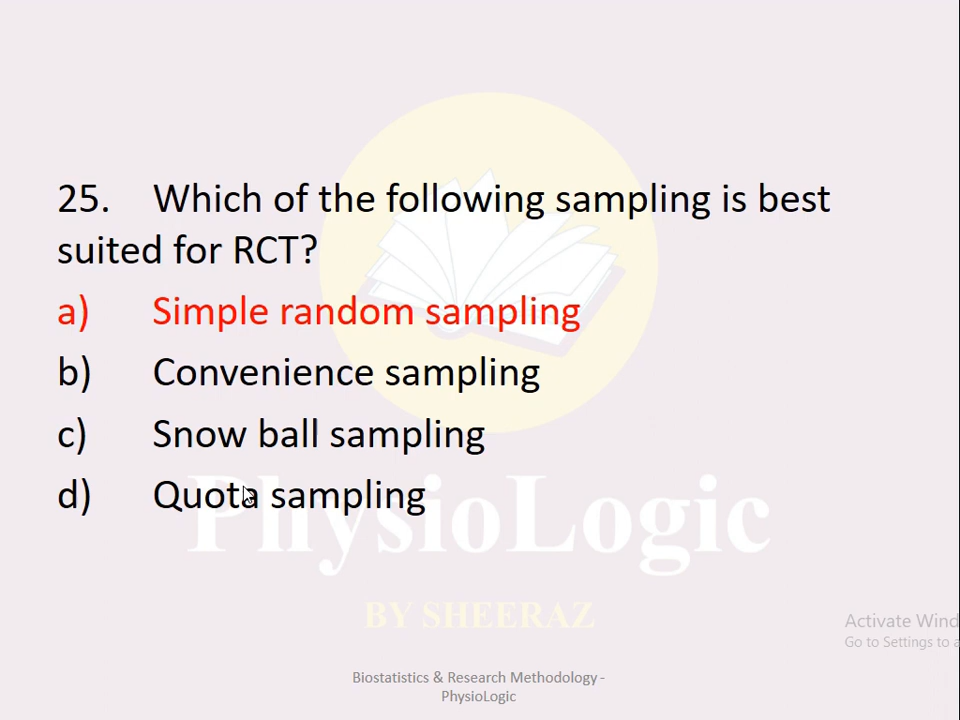 25. Which of the following sampling is best
suited for RCT?
a) Simple random sampling
b) Convenience sampling
c) Snow ball sampling
d) Quota sampling
PhysioLogic
BY SHEERAZ
Activate Wind
Go to Settings to a
Biostatistics & Research Methodology -
PhysioLogic